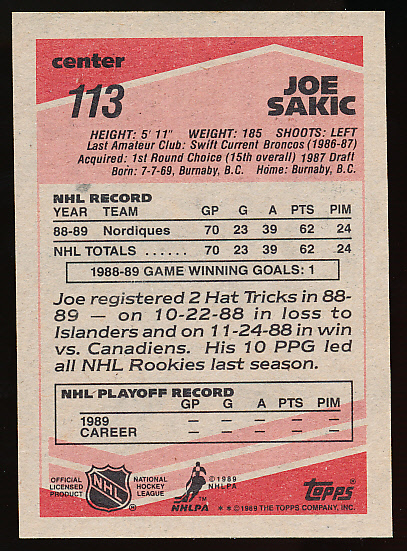 center
113
JOE
SAKIC
HEIGHT: 5' 11" WEIGHT: 185 SHOOTS: LEFT
Last Amateur Club: Swift Current Broncos (1986-87)
Acquired: 1st Round Choice (15th overall) 1987 Draft
Born: 7-7-69, Burnaby, B.C. Home: Burnaby, B.C.
NHL RECORD
YEAR TEAM GP G A PTS PIM
88-89 Nordiques 70 23 39 62 24
NHL TOTALS ...... 70 23 39 62 24
1988-89 GAME WINNING GOALS: 1
Joe registered 2 Hat Tricks in 88-
89 — on 10-22-88 in loss to
Islanders and on 11-24-88 in win
vs. Canadiens. His 10 PPG led
all NHL Rookies last season.
NHL PLAYOFF RECORD
GP G A PTS PIM
1989 — — — — —
CAREER — — — — —
OFFICIAL
LICENSED
PRODUCT
NHL
NATIONAL
HOCKEY
LEAGUE
NHLPA
TM
© 1989
NHLPA
topps®
* © 1989 THE TOPPS COMPANY, INC.